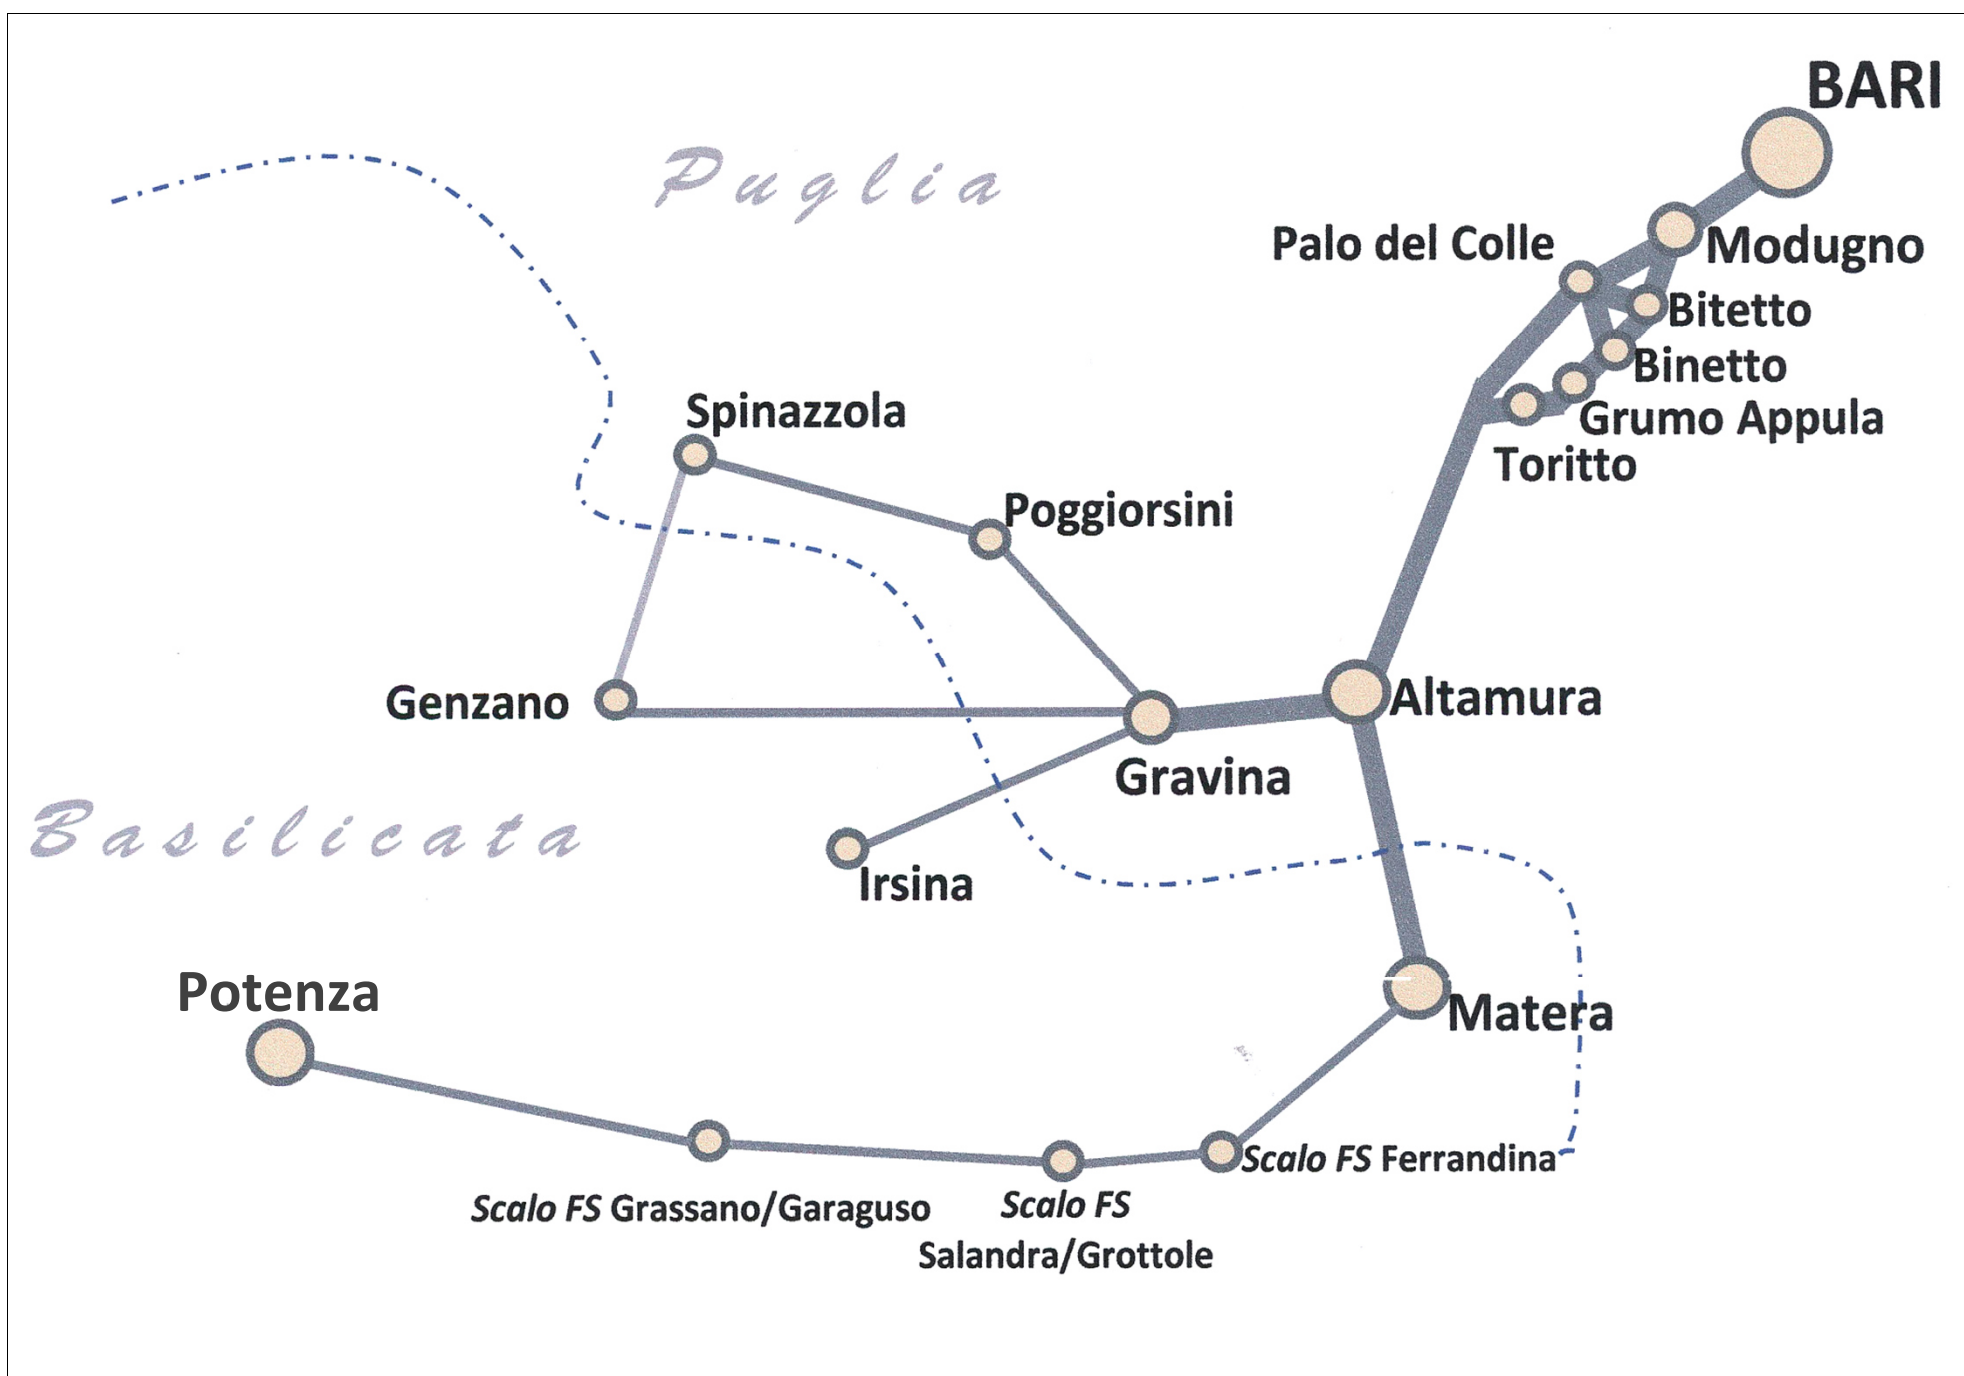 BARI
Puglia
Palo del Colle
Modugno
Bitetto
Binetto
Spinazzola
Grumo Appula
Toritto
Poggiorsini
Genzano
Altamura
Gravina
Basilicata
Irsina
Potenza
Matera
Scalo FS Ferrandina
Scalo FS Grassano/Garaguso
Scalo FS
Salandra/Grottole